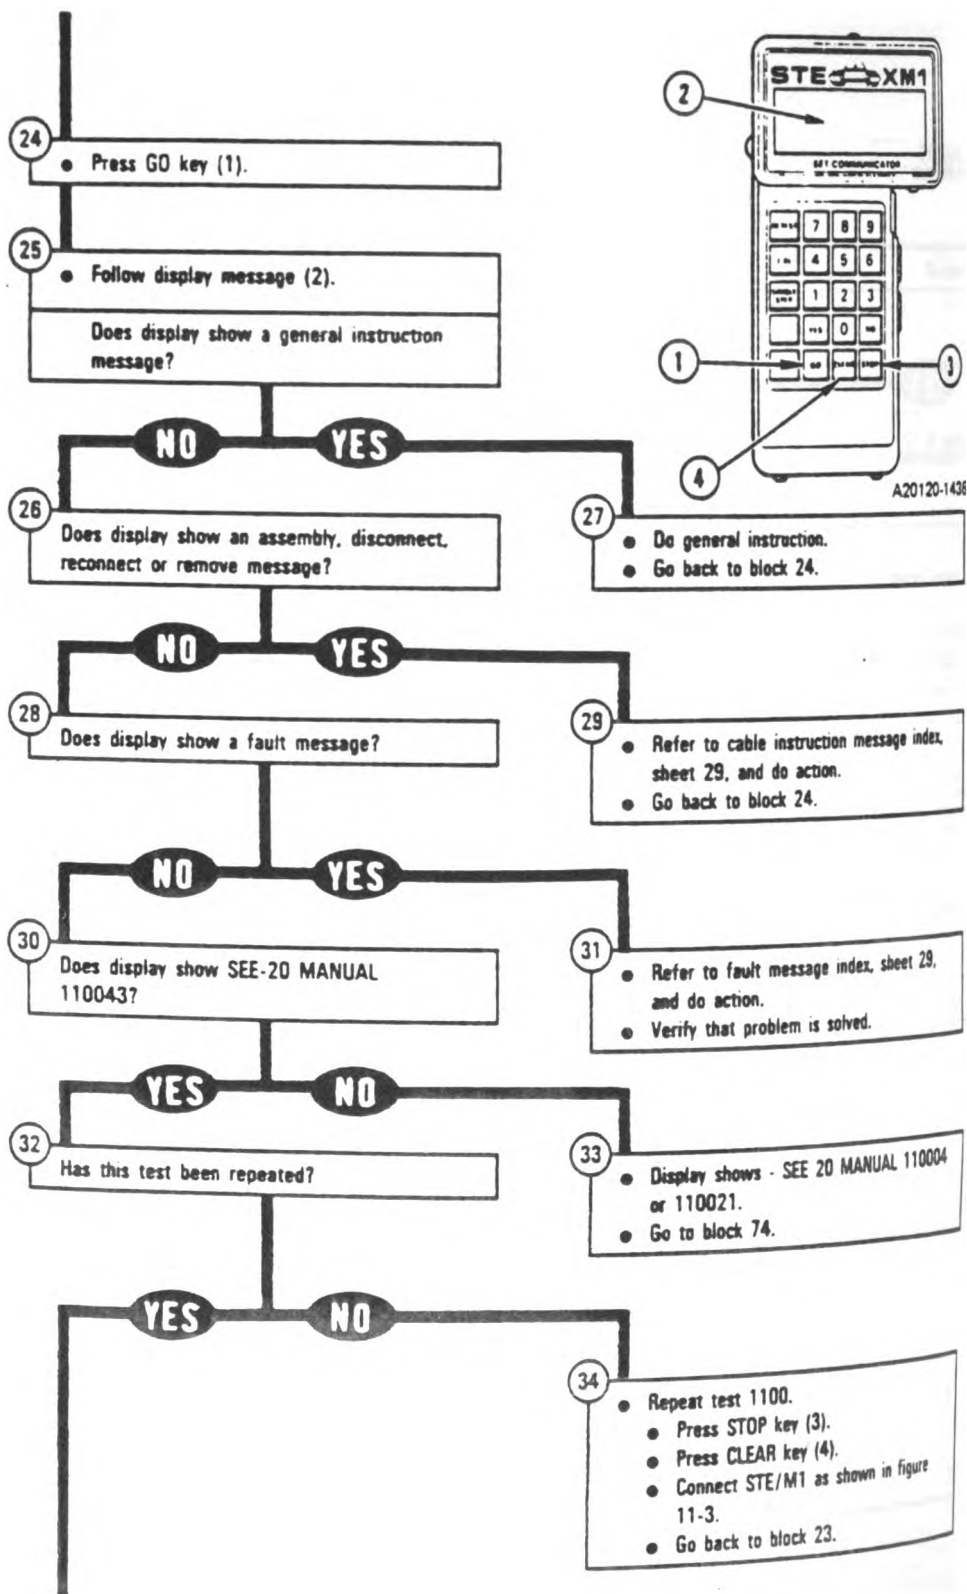 24
● Press GO key (1).
25
● Follow display message (2).
Does display show a general instruction
message?
NO YES
STE XM1
SET COMMUNICATOR
2
7 8 9
4 5 6
1 2 3
YES 0 NO
GO CLEAR STOP
1
3
4
A20120-1438
26
Does display show an assembly, disconnect,
reconnect or remove message?
27
● Do general instruction.
● Go back to block 24.
NO YES
28
Does display show a fault message?
29
● Refer to cable instruction message index,
sheet 29, and do action.
● Go back to block 24.
NO YES
30
Does display show SEE-20 MANUAL
110043?
31
● Refer to fault message index, sheet 29,
and do action.
● Verify that problem is solved.
YES NO
32
Has this test been repeated?
33
● Display shows - SEE 20 MANUAL 110004
or 110021.
● Go to block 74.
YES NO
34
● Repeat test 1100.
● Press STOP key (3).
● Press CLEAR key (4).
● Connect STE/M1 as shown in figure
11-3.
● Go back to block 23.